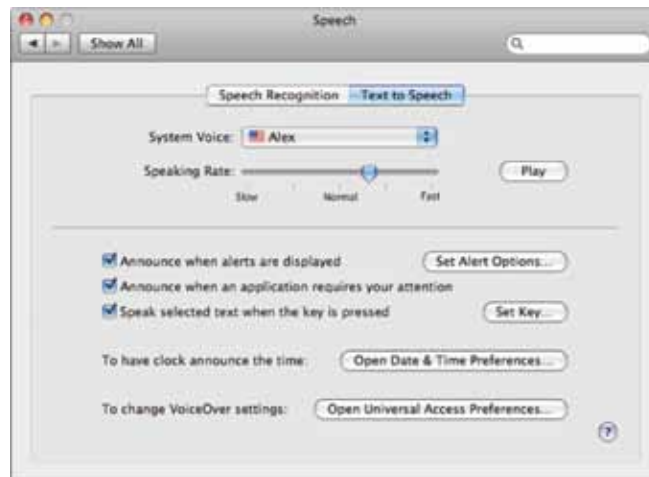 Speech
Show All
Speech Recognition Text to Speech
System Voice: Alex
Speaking Rate: Play
Slow Normal Fast
Announce when alerts are displayed Set Alert Options...
Announce when an application requires your attention
Speak selected text when the key is pressed Set Key...
To have clock announce the time: Open Date & Time Preferences...
To change VoiceOver settings: Open Universal Access Preferences...
?